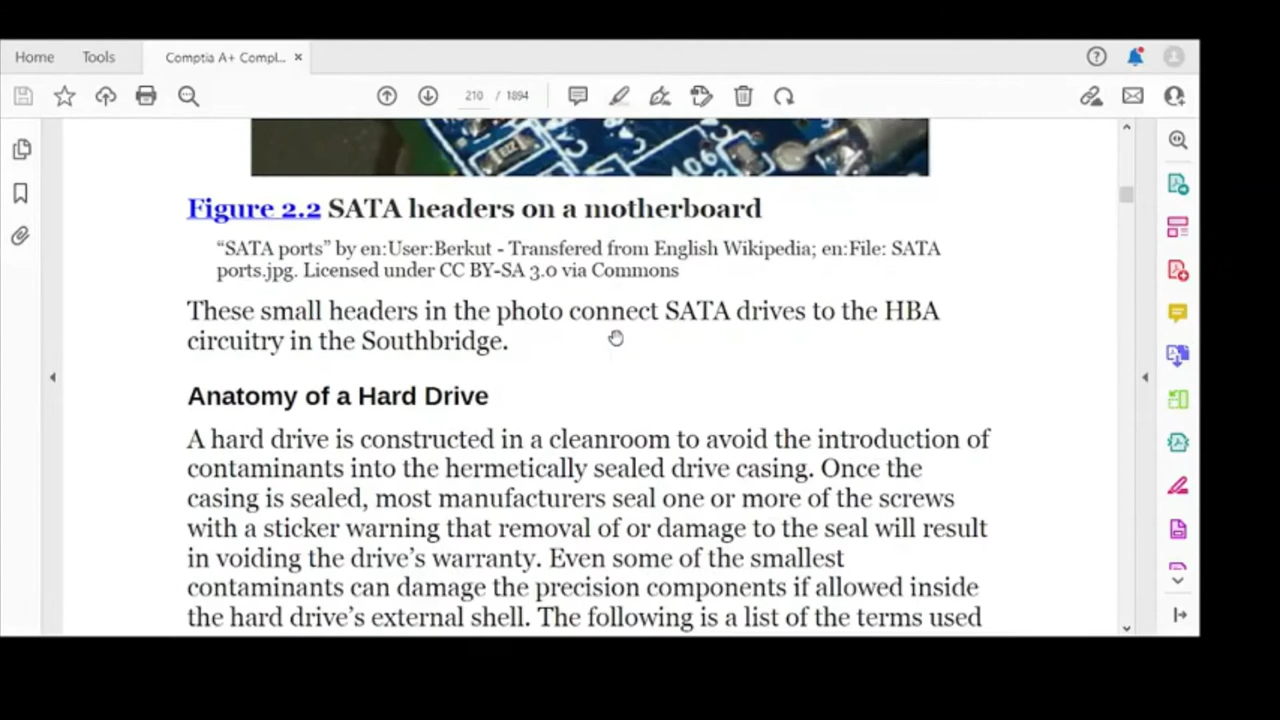 Home Tools Comptia A+ Compl...
210 / 1894
Figure 2.2 SATA headers on a motherboard
“SATA ports” by en:User:Berkut - Transfered from English Wikipedia; en:File: SATA
ports.jpg. Licensed under CC BY-SA 3.0 via Commons
These small headers in the photo connect SATA drives to the HBA
circuitry in the Southbridge.
Anatomy of a Hard Drive
A hard drive is constructed in a cleanroom to avoid the introduction of
contaminants into the hermetically sealed drive casing. Once the
casing is sealed, most manufacturers seal one or more of the screws
with a sticker warning that removal of or damage to the seal will result
in voiding the drive’s warranty. Even some of the smallest
contaminants can damage the precision components if allowed inside
the hard drive’s external shell. The following is a list of the terms used